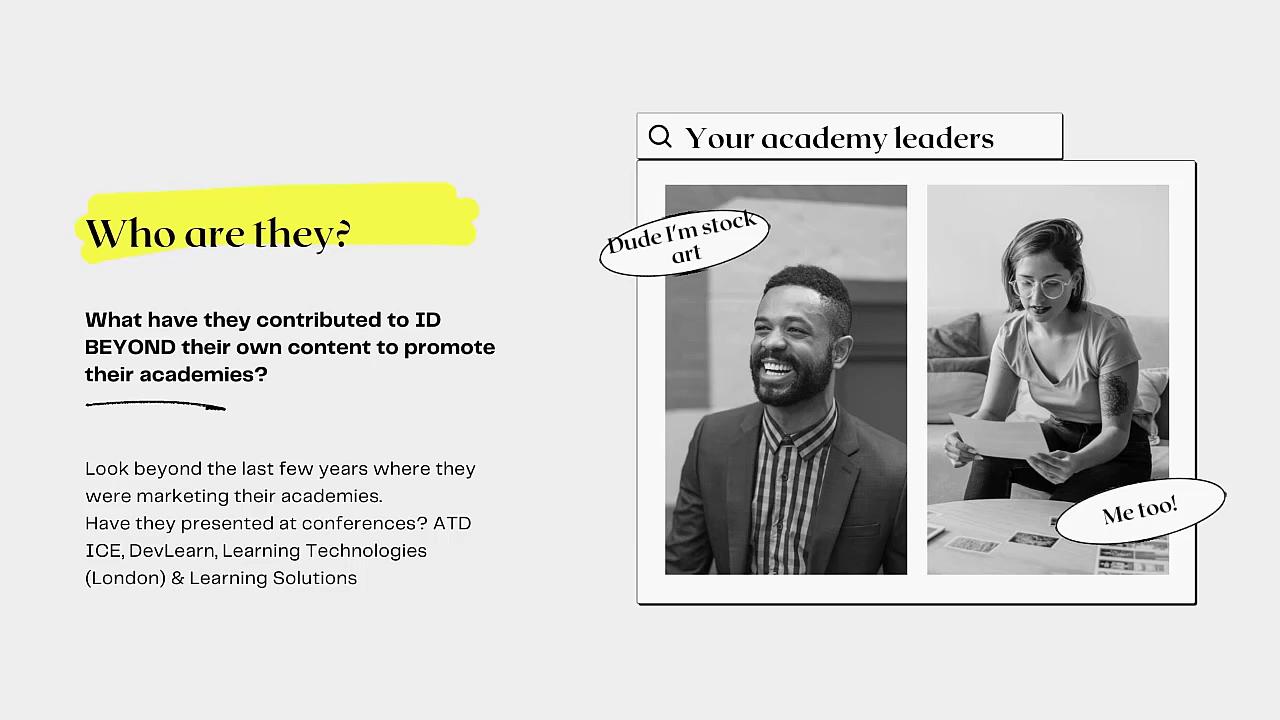 Who are they?
What have they contributed to ID
BEYOND their own content to promote
their academies?
Look beyond the last few years where they
were marketing their academies.
Have they presented at conferences? ATD
ICE, DevLearn, Learning Technologies
(London) & Learning Solutions
Your academy leaders
Dude I'm stock
art
Me too!